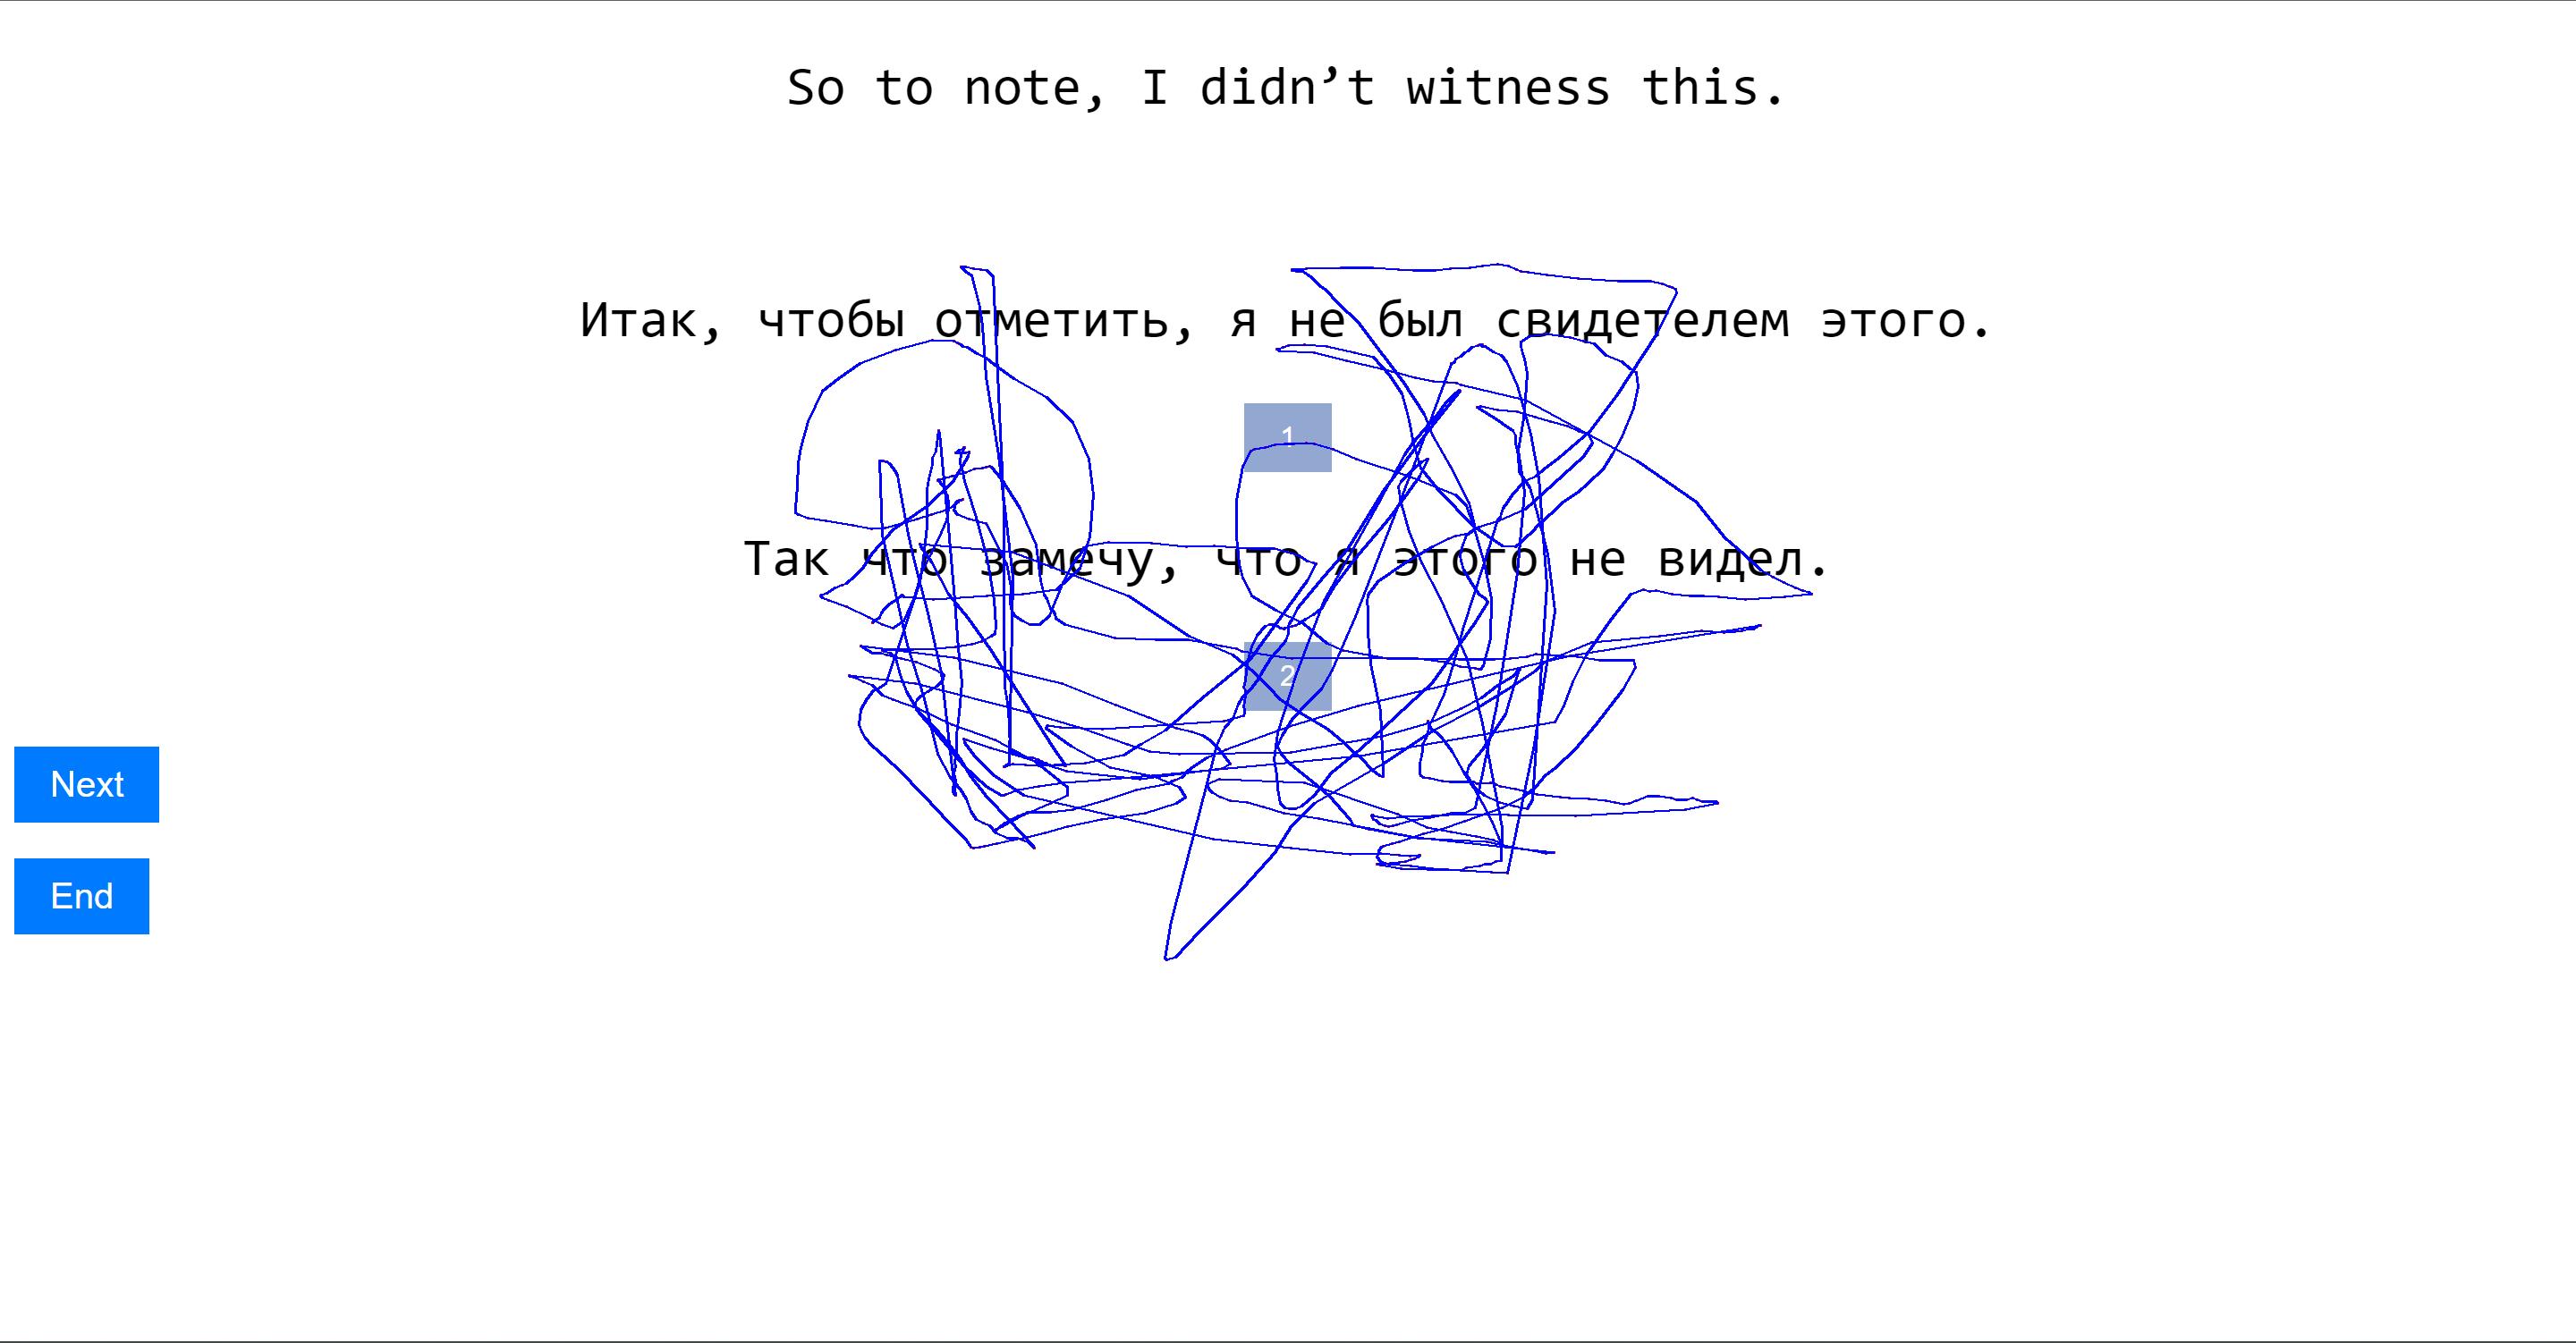 So to note, I didn’t witness this.
Итак, чтобы отметить, я не был свидетелем этого.
1
Так что замечу, что я этого не видел.
2
Next
End